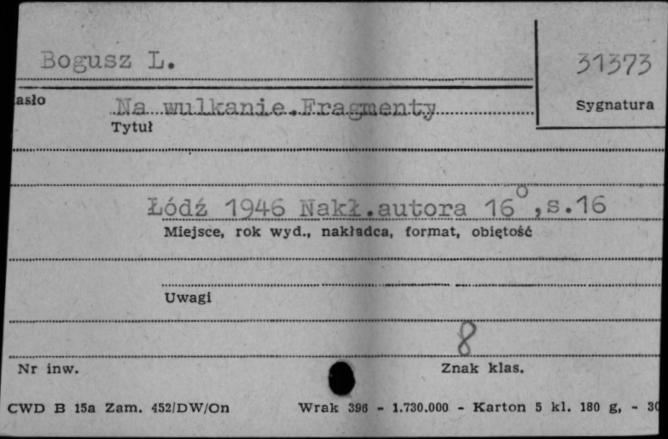 Bogusz L.
31373
asło
Na wulkanie.Fragmenty
Sygnatura
Tytuł
Łódź 1946 Nakł.autora 16°,s.16
Miejsce, rok wyd., nakładca, format, obiętość
Uwagi
8
Nr inw.
Znak klas.
CWD B 15a Zam. 452/DW/On Wrak 396 - 1.730.000 - Karton 5 kl. 180 g, - 30